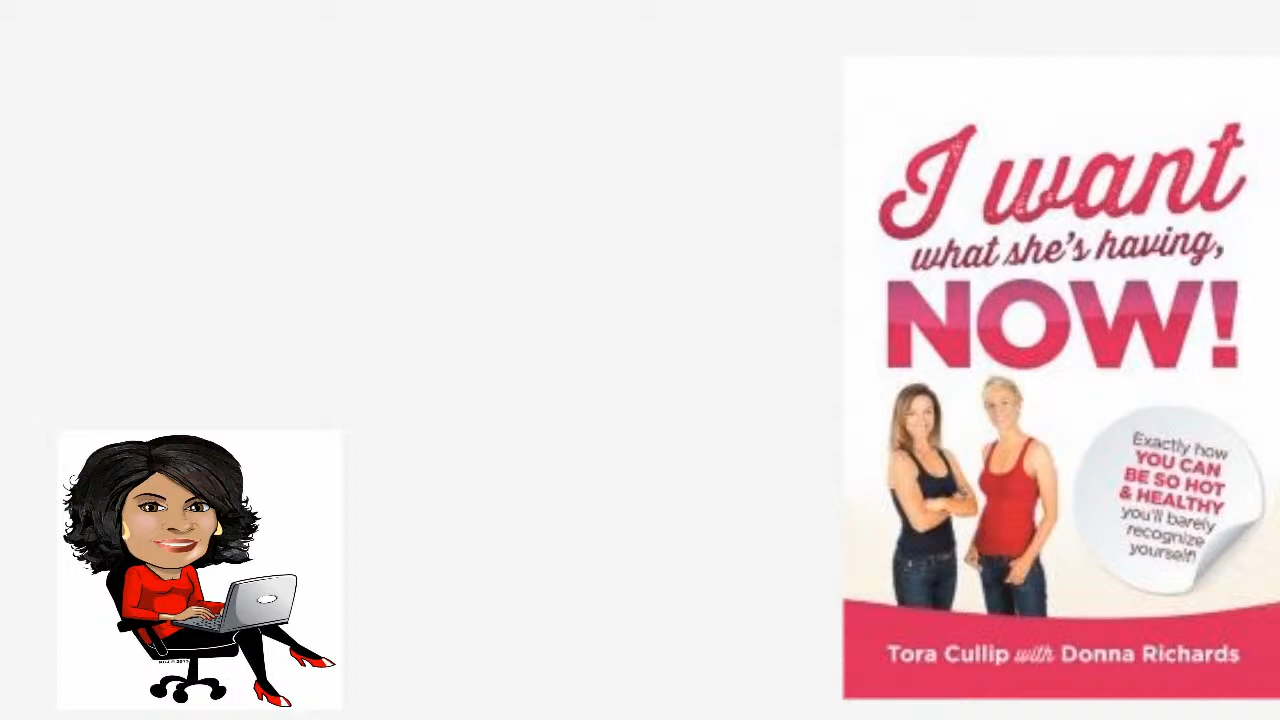 I want
what she's having,
NOW!
Exactly how
YOU CAN
BE SO HOT
& HEALTHY
you'll barely
recognize
yourself!
Tora Cullip with Donna Richards